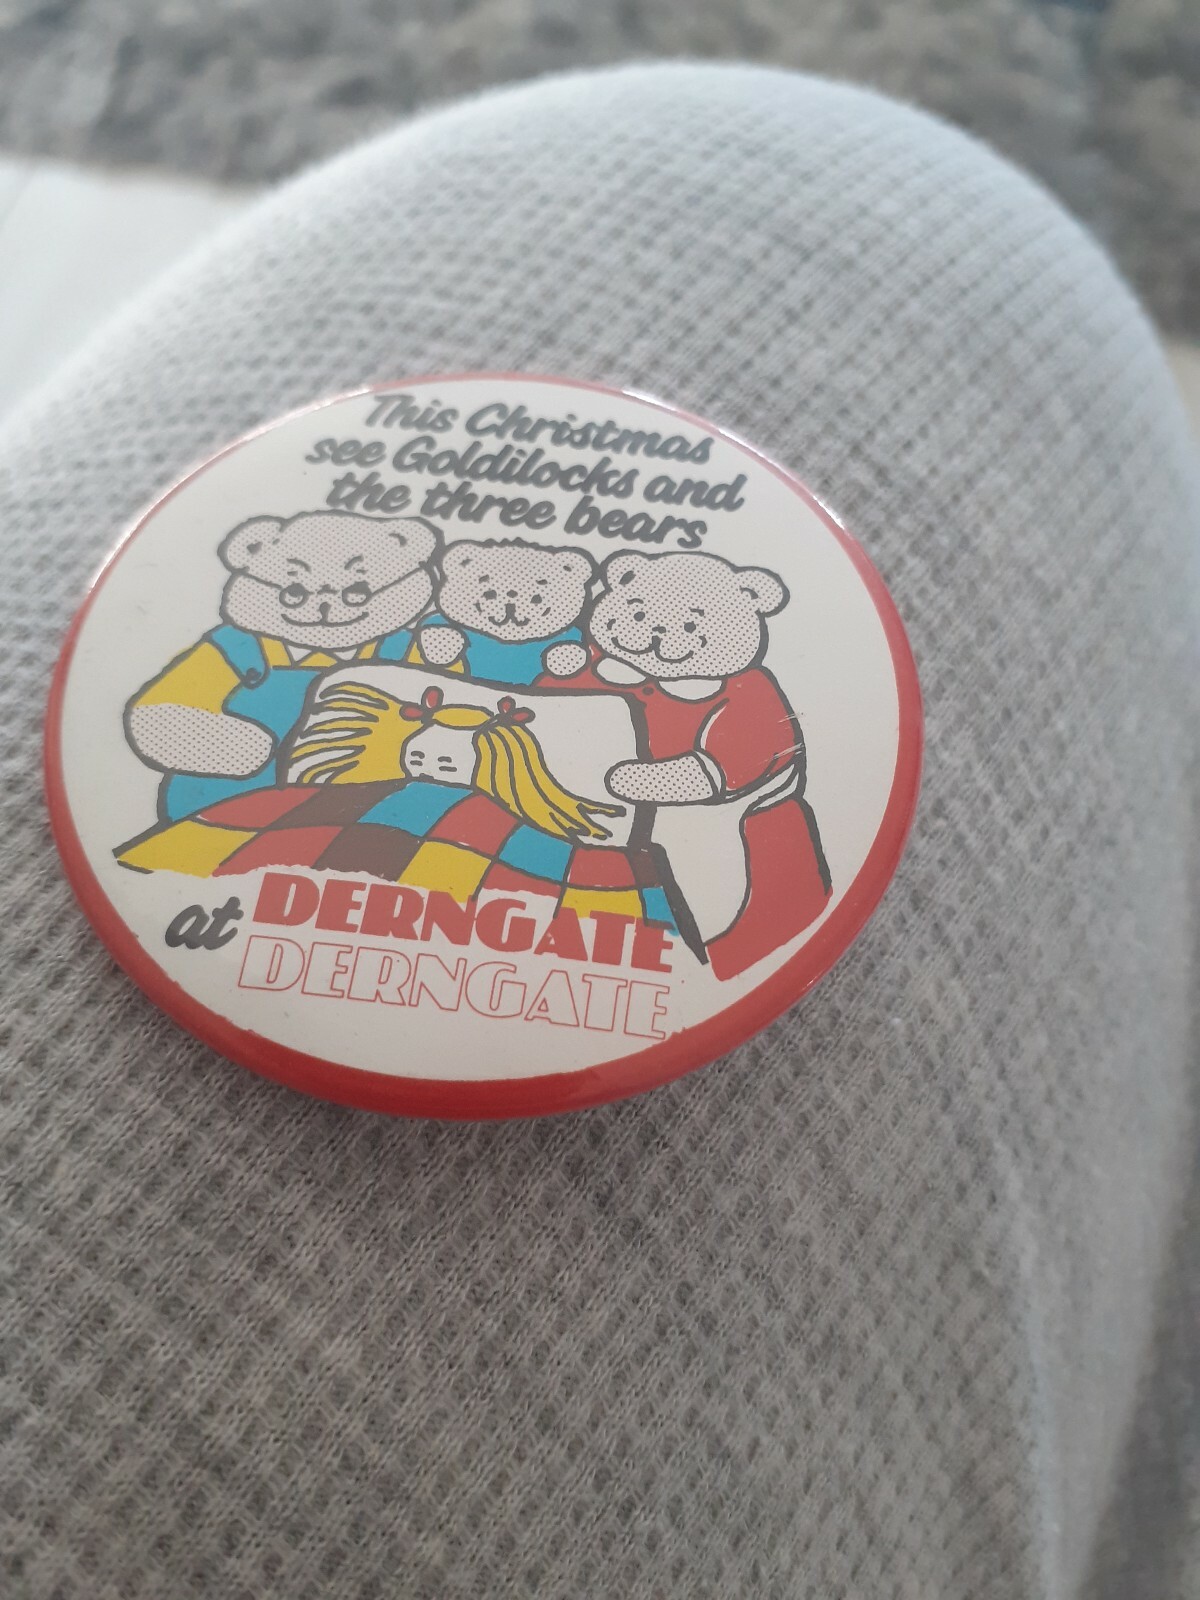 This Christmas
see Goldilocks and
the three bears
at DERNGATE
DERNGATE